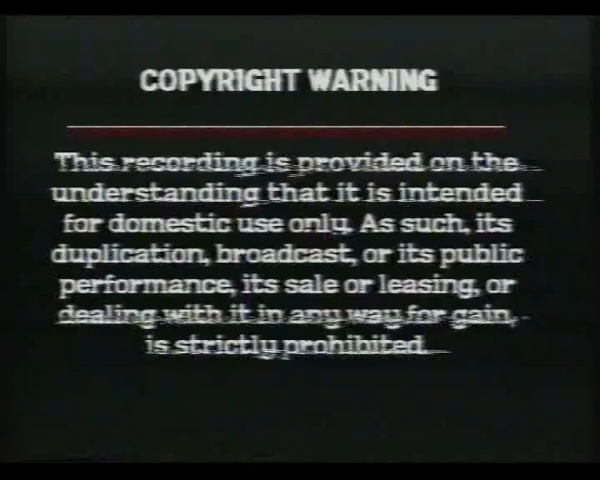 COPYRIGHT WARNING
This recording is provided on the
understanding that it is intended
for domestic use only. As such, its
duplication, broadcast, or its public
performance, its sale or leasing, or
dealing with it in any way for gain,
is strictly prohibited.